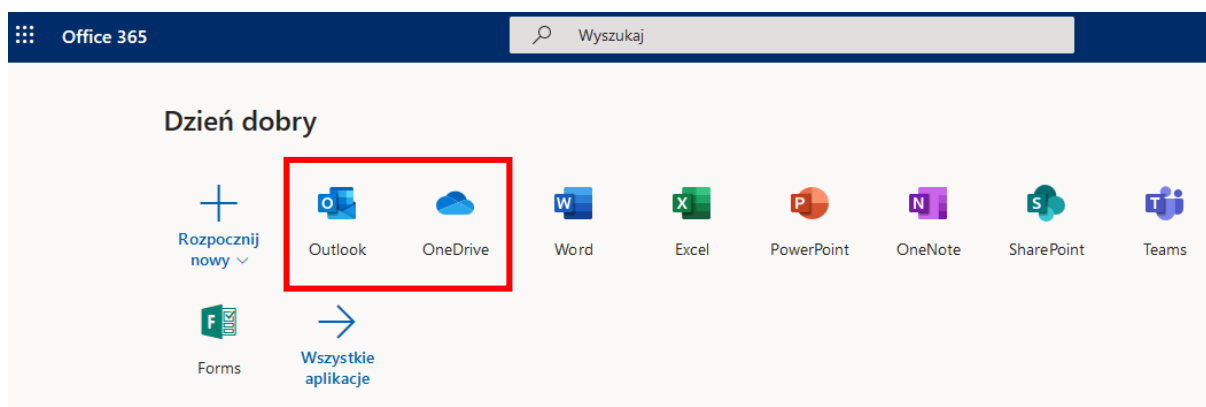 Office 365
Wyszukaj
Dzień dobry
Rozpocznij
nowy
Outlook
OneDrive
Word
Excel
PowerPoint
OneNote
SharePoint
Teams
Forms
Wszystkie
aplikacje